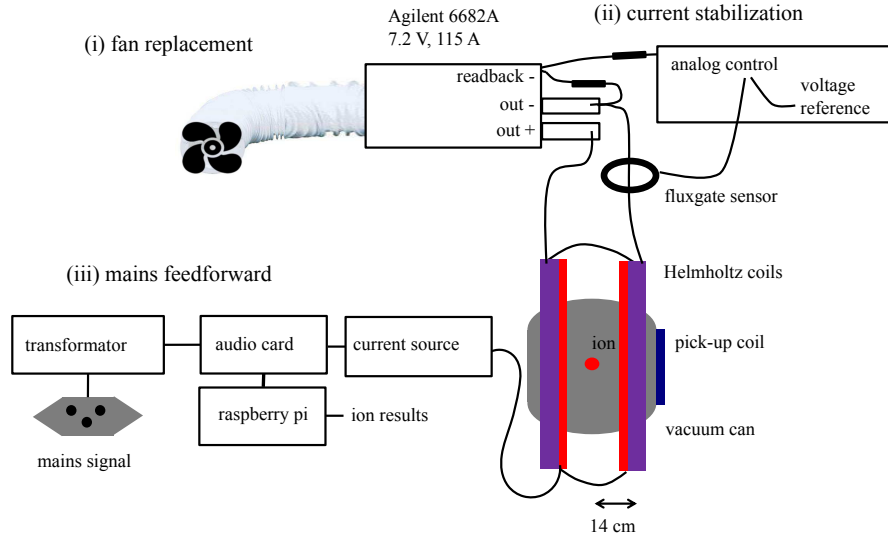 Agilent 6682A
7.2 V, 115 A
(i) fan replacement
(ii) current stabilization
readback -
out -
out +
analog control
voltage
reference
fluxgate sensor
(iii) mains feedforward
Helmholtz coils
transformator
audio card
current source
ion
pick-up coil
raspberry pi
ion results
vacuum can
mains signal
14 cm